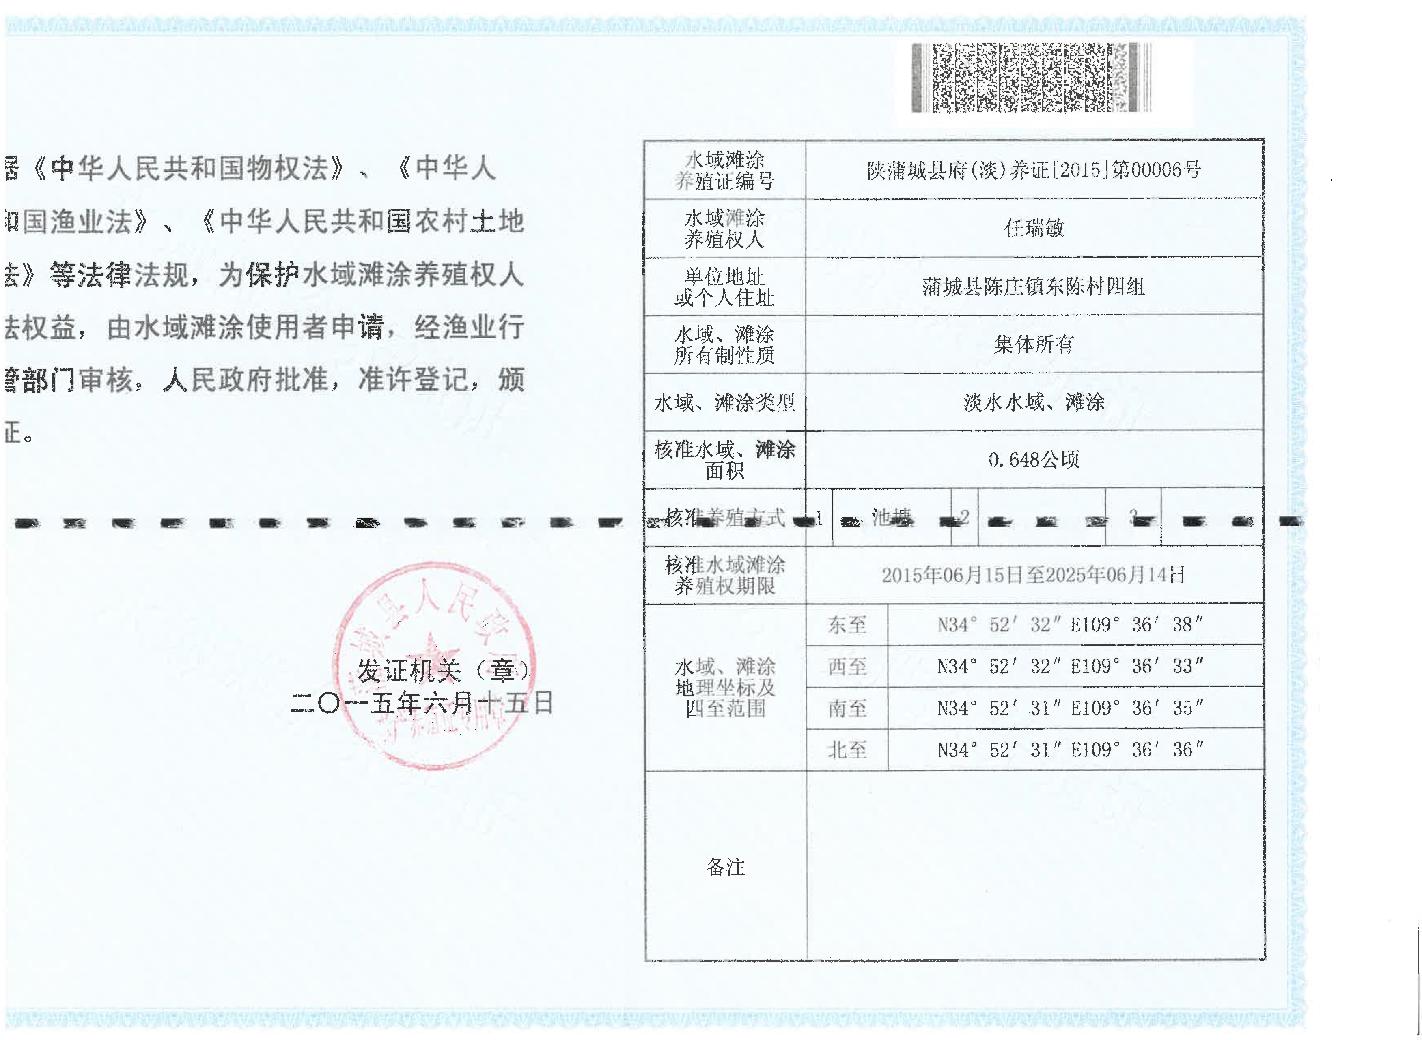 居《中华人民共和国物权法》、《中华人
和国渔业法》、《中华人民共和国农村土地
法》等法律法规，为保护水域滩涂养殖权人
法权益，由水域滩涂使用者申请，经渔业行
管部门审核，人民政府批准，准许登记，颁
证。
蒲城县人民政府
发证机关（章）
二〇一五年六月十五日
水域滩涂
养殖证编号
陕蒲城县府(淡)养证[2015]第00006号
水域滩涂
养殖权人
任瑞敏
单位地址
或个人住址
蒲城县陈庄镇东陈村四组
水域、滩涂
所有制性质
集体所有
水域、滩涂类型
淡水水域、滩涂
核准水域、滩涂
面积
0.648公顷
核准养殖方式 1 池塘 2 3
核准水域滩涂
养殖权期限
2015年06月15日至2025年06月14日
水域、滩涂
地理坐标及
四至范围
东至 N34° 52′ 32″ E109° 36′ 38″
西至 N34° 52′ 32″ E109° 36′ 33″
南至 N34° 52′ 31″ E109° 36′ 35″
北至 N34° 52′ 31″ E109° 36′ 36″
备注